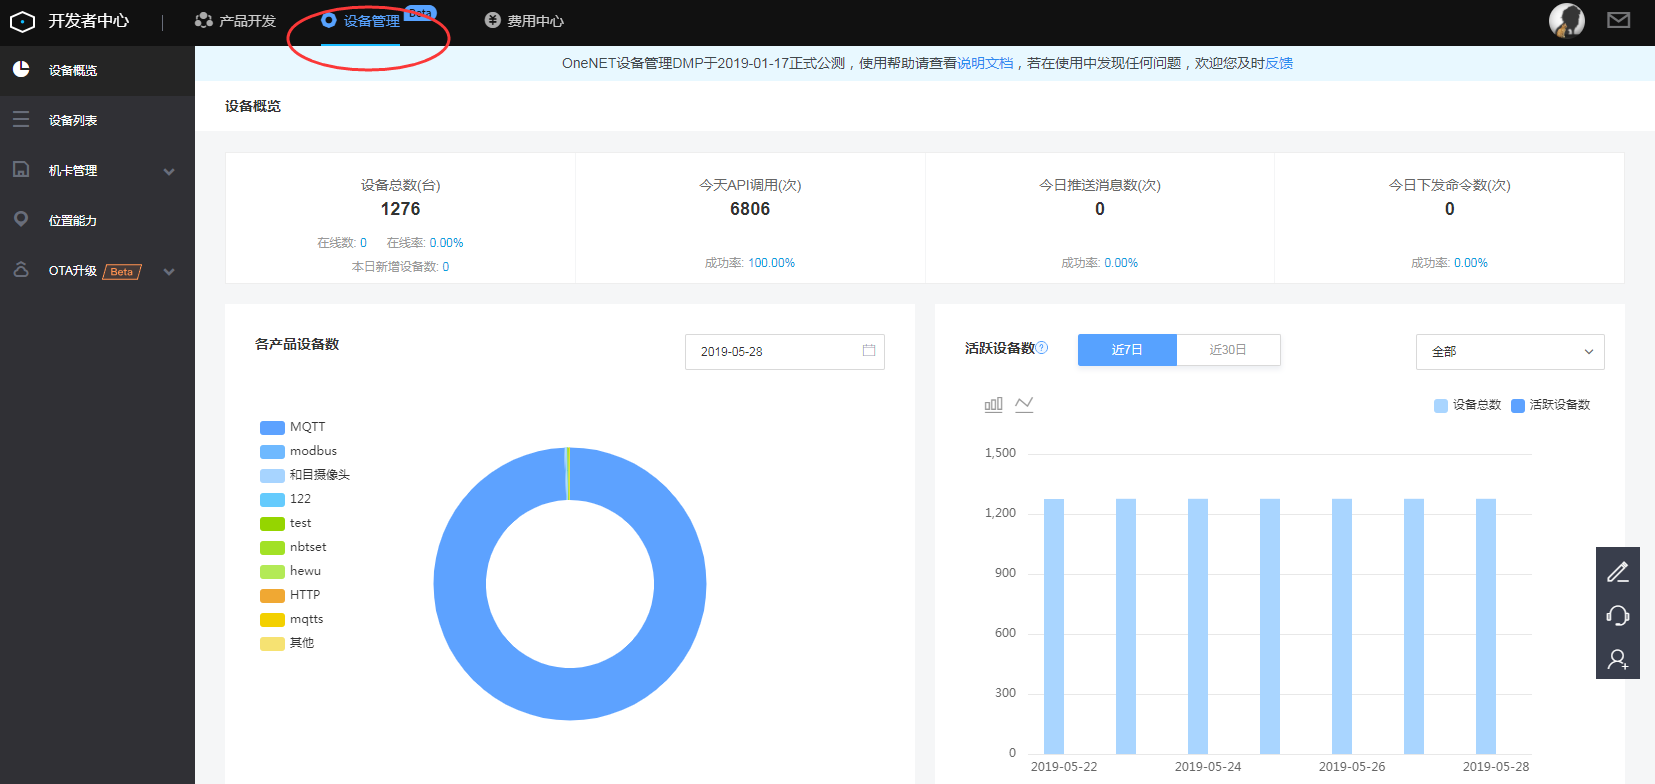 开发者中心 产品开发 设备管理 Beta 费用中心
OneNET设备管理DMP于2019-01-17正式公测，使用帮助请查看说明文档，若在使用中发现任何问题，欢迎您及时反馈
设备概览
设备列表
机卡管理
位置能力
OTA升级 Beta
设备概览
设备总数(台)
1276
在线数: 0 在线率: 0.00%
本日新增设备数: 0
今天API调用(次)
6806
成功率: 100.00%
今日推送消息数(次)
0
成功率: 0.00%
今日下发命令数(次)
0
成功率: 0.00%
各产品设备数
2019-05-28
MQTT
modbus
和目摄像头
122
test
nbtset
hewu
HTTP
mqtts
其他
活跃设备数
近7日 近30日
全部
设备总数 活跃设备数
1,500
1,200
900
600
300
0
2019-05-22 2019-05-24 2019-05-26 2019-05-28